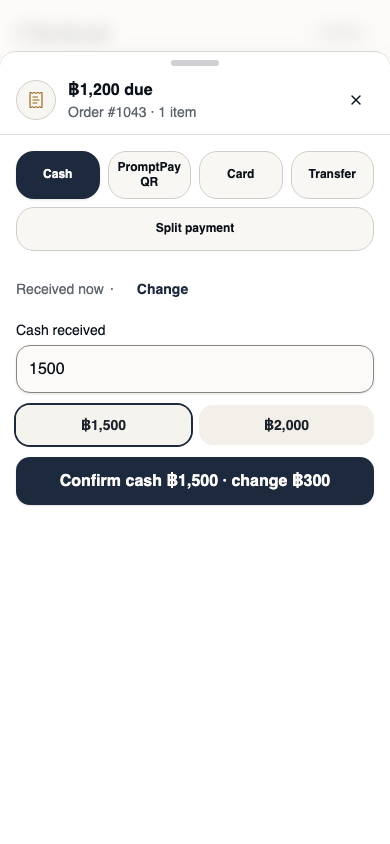 ฿1,200 due
Order #1043 · 1 item
Cash
PromptPay
QR
Card
Transfer
Split payment
Received now · Change
Cash received
1500
฿1,500
฿2,000
Confirm cash ฿1,500 · change ฿300